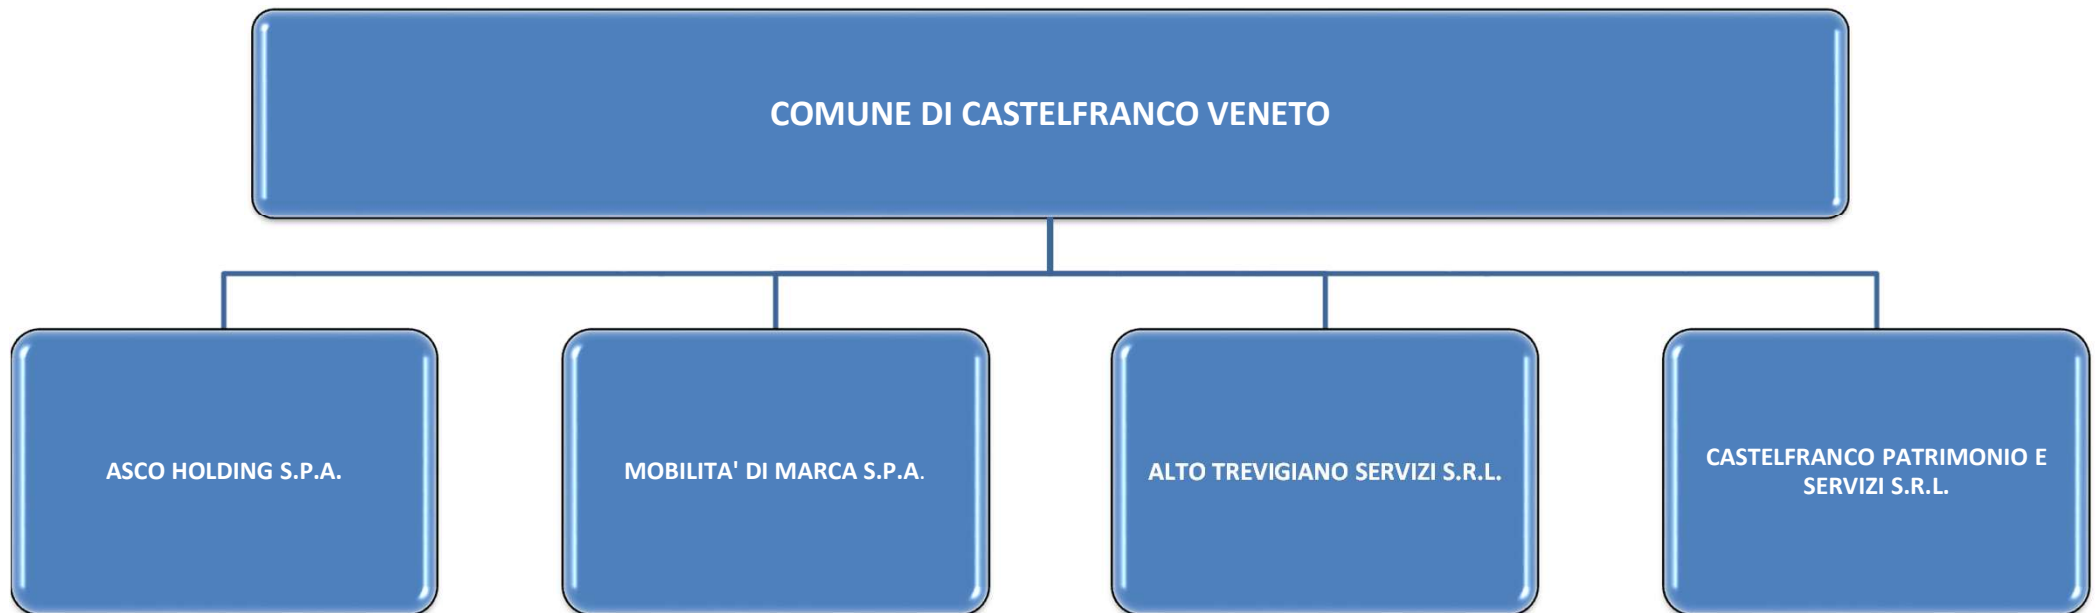 COMUNE DI CASTELFRANCO VENETO
ASCO HOLDING S.P.A.
MOBILITA' DI MARCA S.P.A.
ALTO TREVIGIANO SERVIZI S.R.L.
CASTELFRANCO PATRIMONIO E
SERVIZI S.R.L.